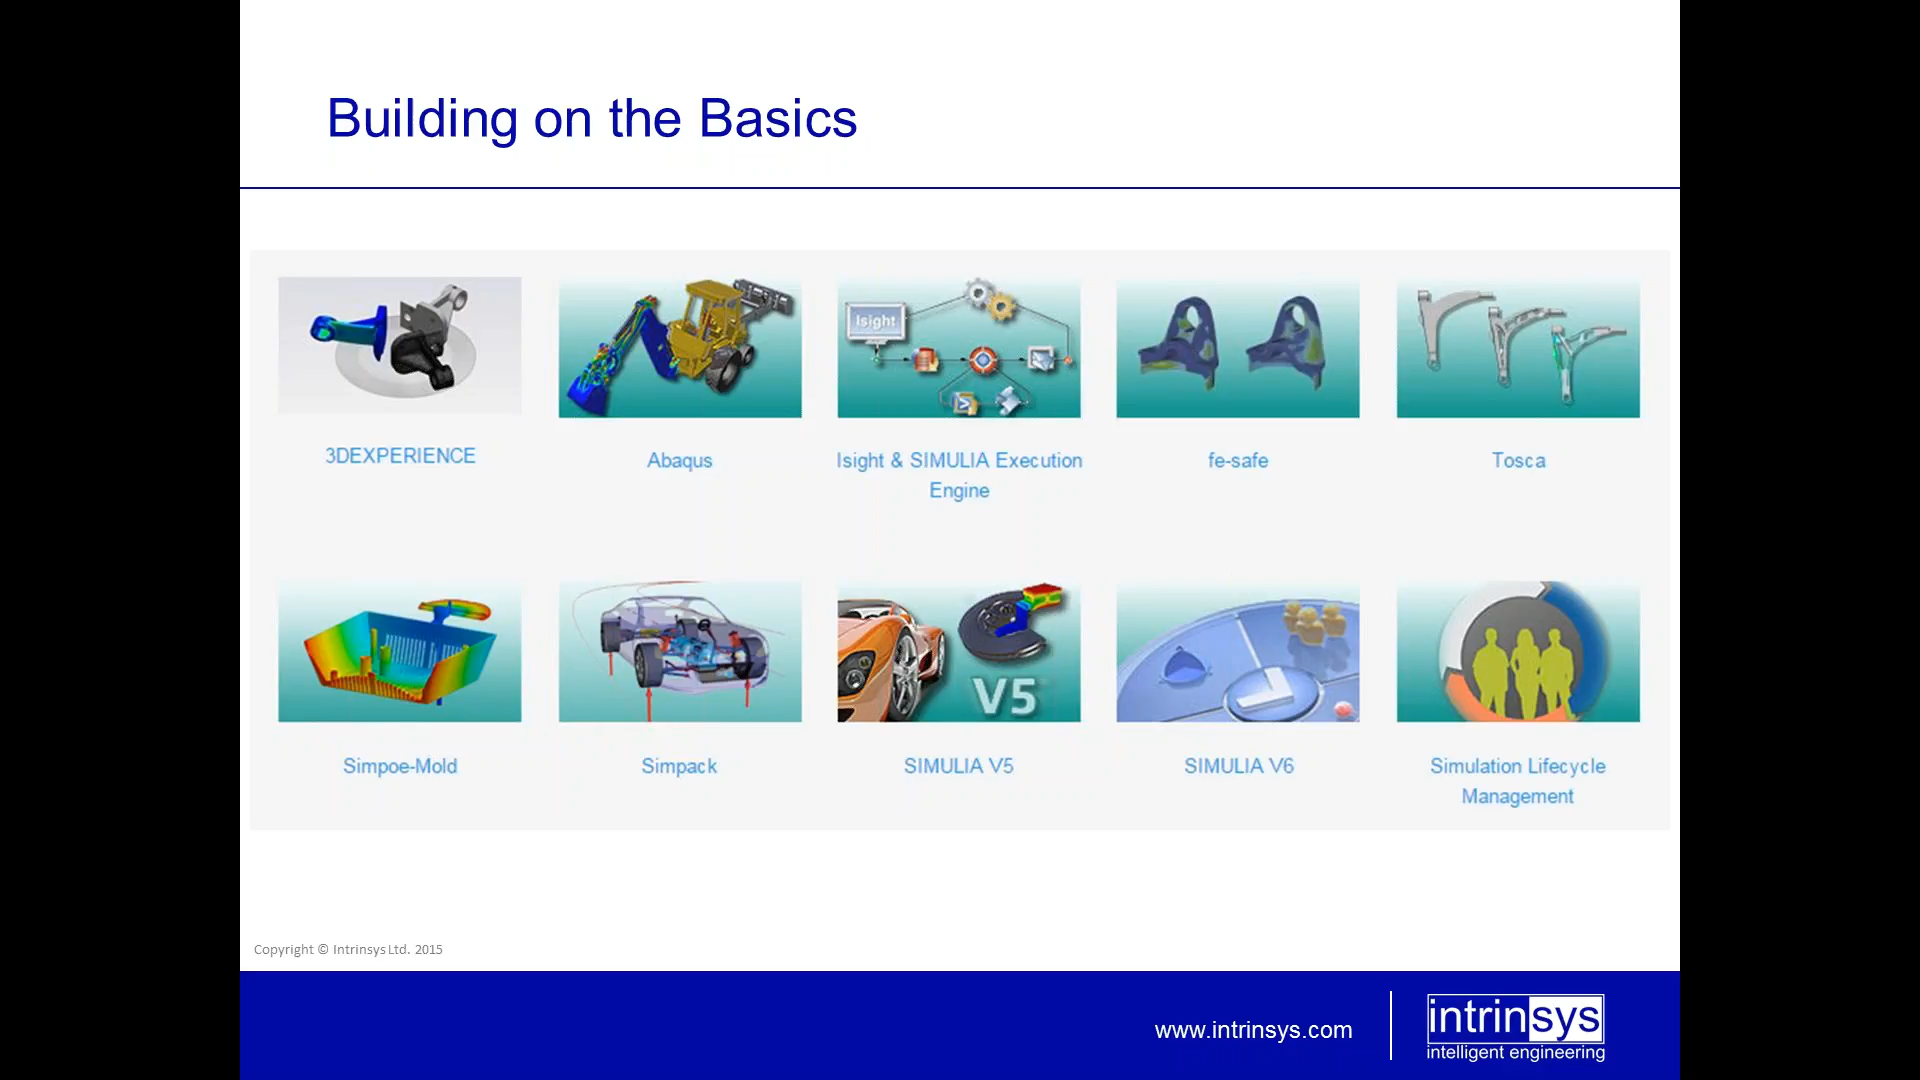 Building on the Basics
Isight
3DEXPERIENCE
Abaqus
Isight & SIMULIA Execution
Engine
fe-safe
Tosca
V5
Simpoe-Mold
Simpack
SIMULIA V5
SIMULIA V6
Simulation Lifecycle
Management
Copyright © Intrinsys Ltd. 2015
www.intrinsys.com
intrinsys
intelligent engineering